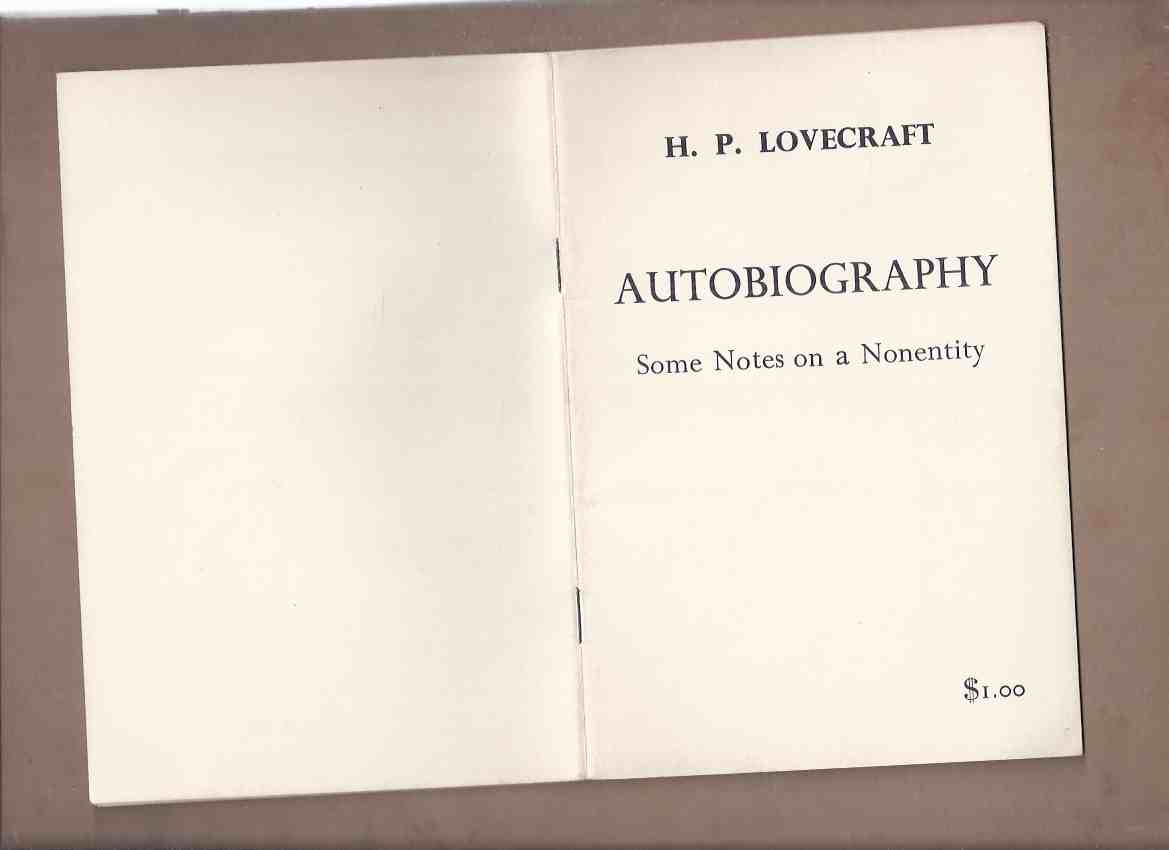 H. P. LOVECRAFT
AUTOBIOGRAPHY
Some Notes on a Nonentity
$1.00